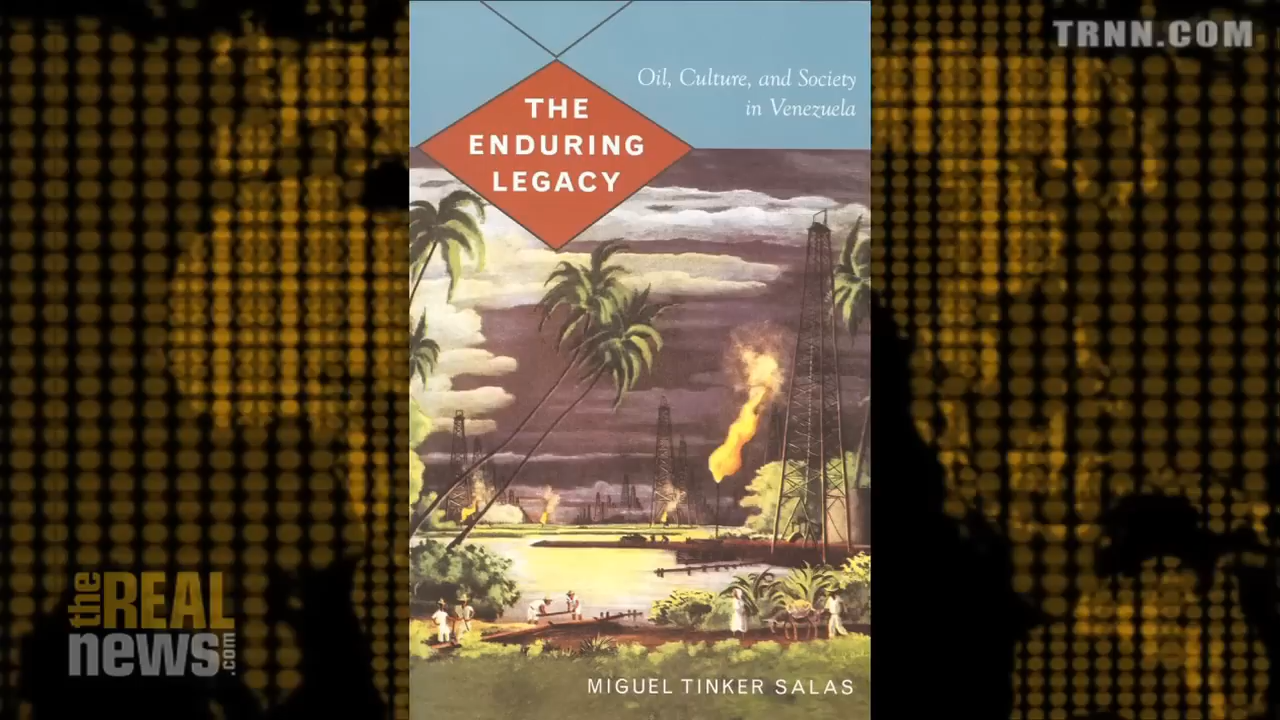 TRNN.COM
Oil, Culture, and Society
in Venezuela
THE
ENDURING
LEGACY
the REAL
news.com
MIGUEL TINKER SALAS